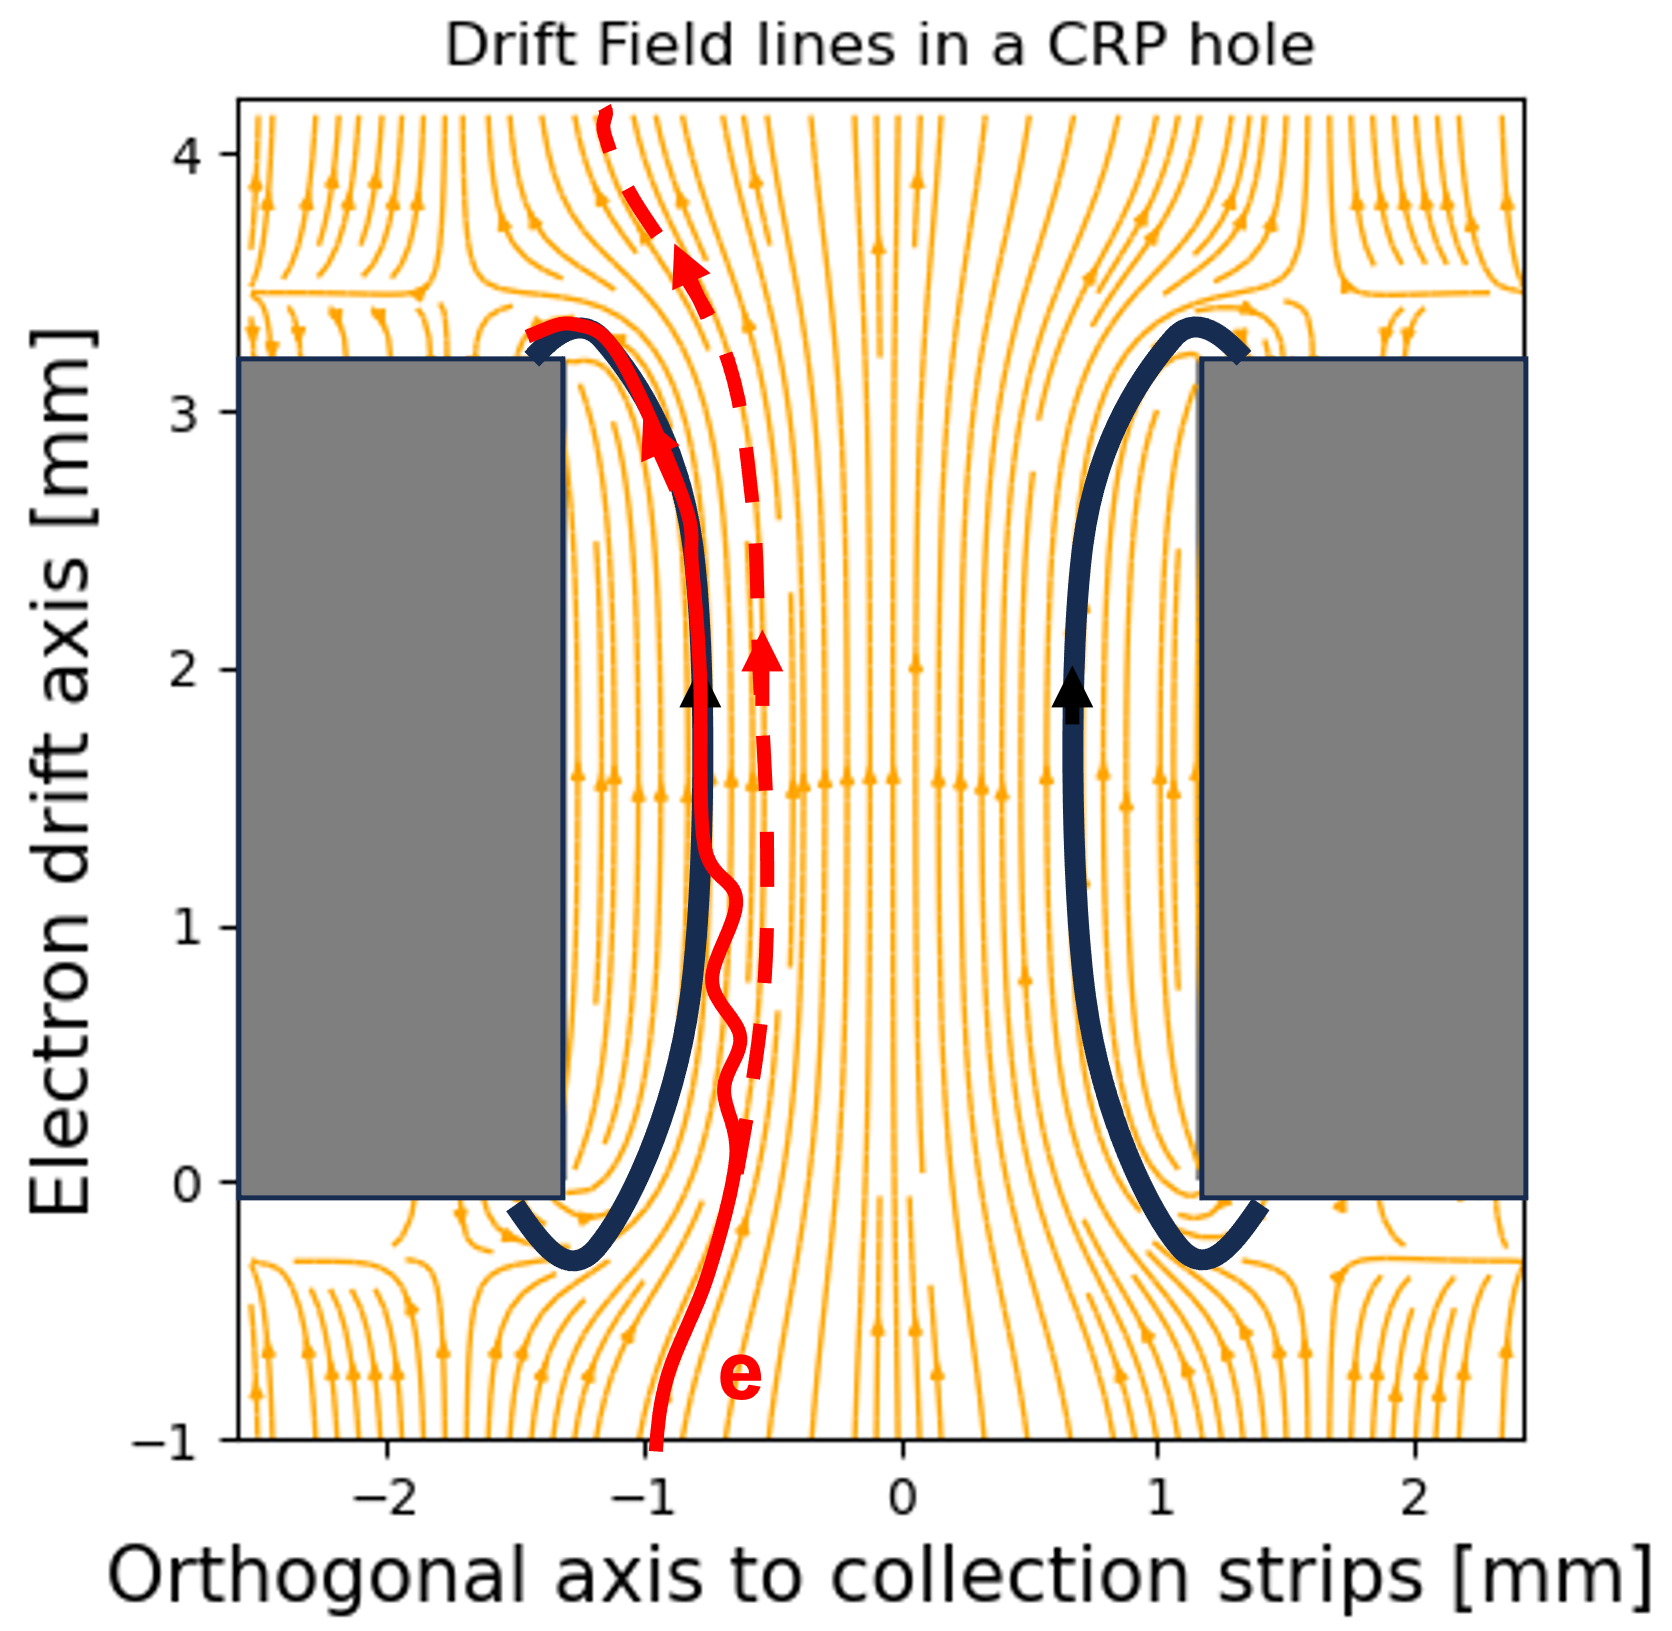 Drift Field lines in a CRP hole
Electron drift axis [mm]
4
3
2
1
0
−1
e
−2
−1
0
1
2
Orthogonal axis to collection strips [mm]